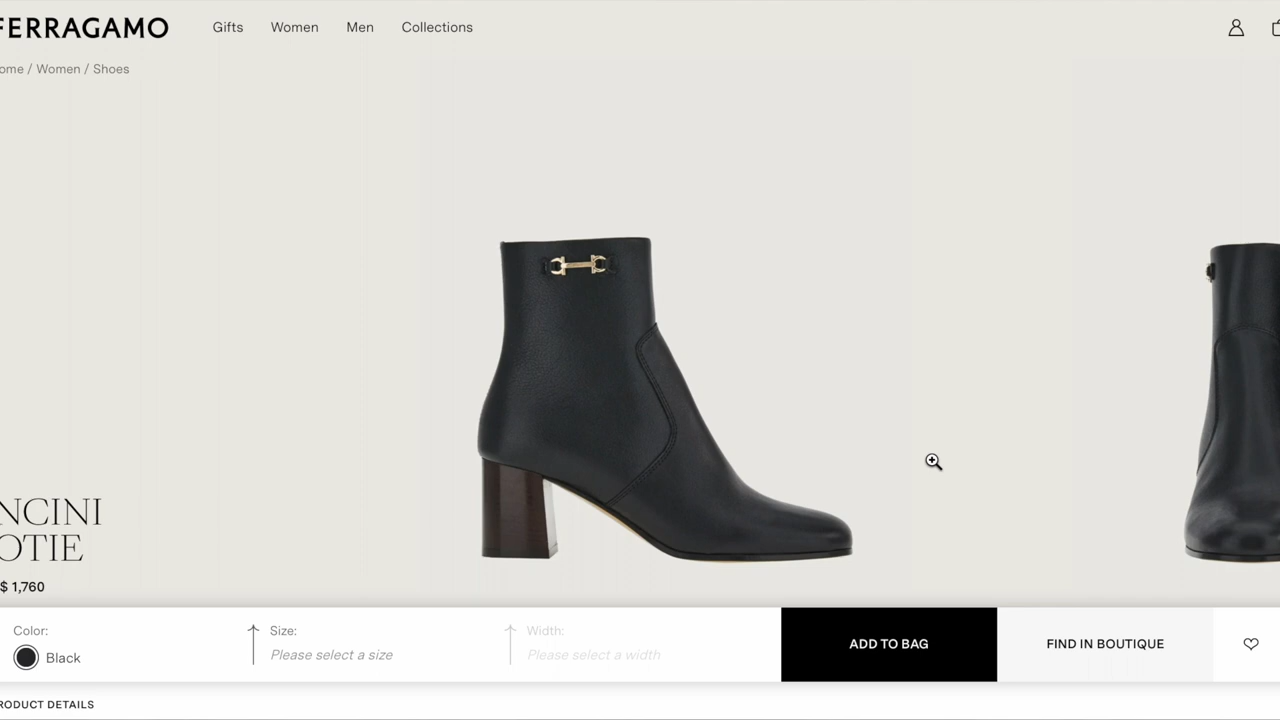 FERRAGAMO
Gifts Women Men Collections
ome / Women / Shoes
NCINI
OTIE
$ 1,760
Color:
Black
Size:
Please select a size
Width:
Please select a width
ADD TO BAG
FIND IN BOUTIQUE
RODUCT DETAILS